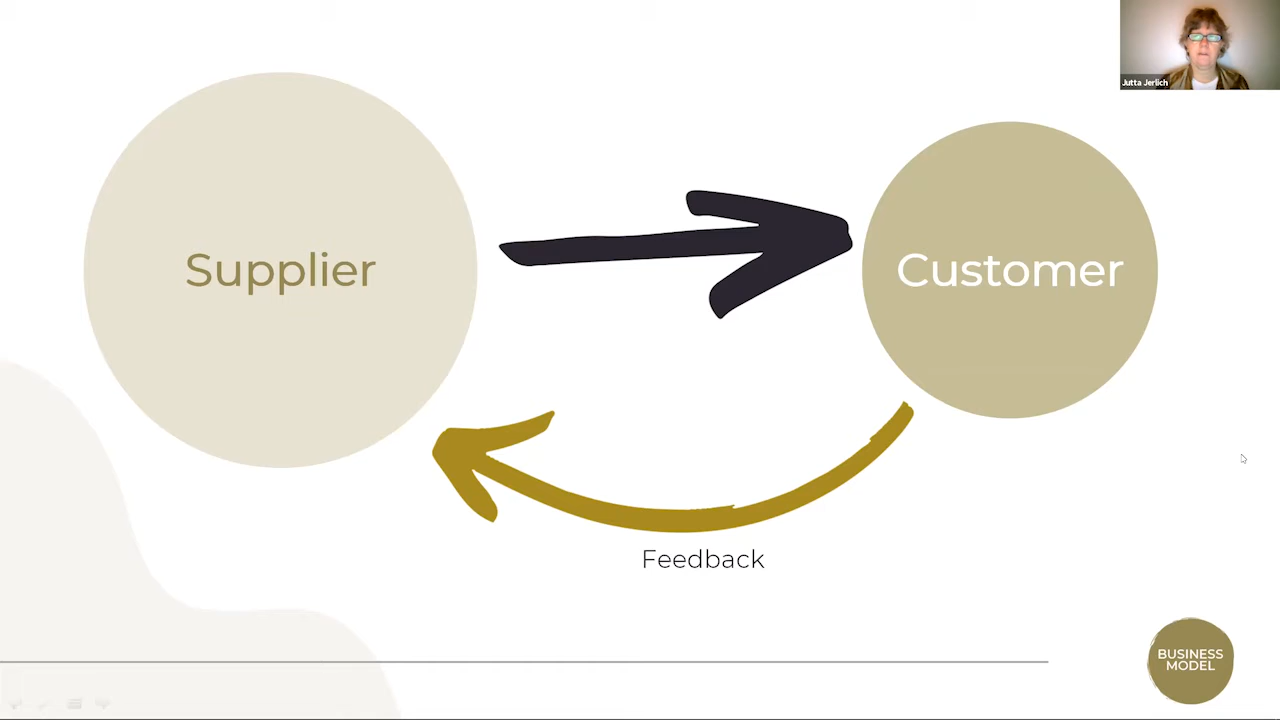 Jutta Jerlich
Supplier
Customer
Feedback
BUSINESS
MODEL